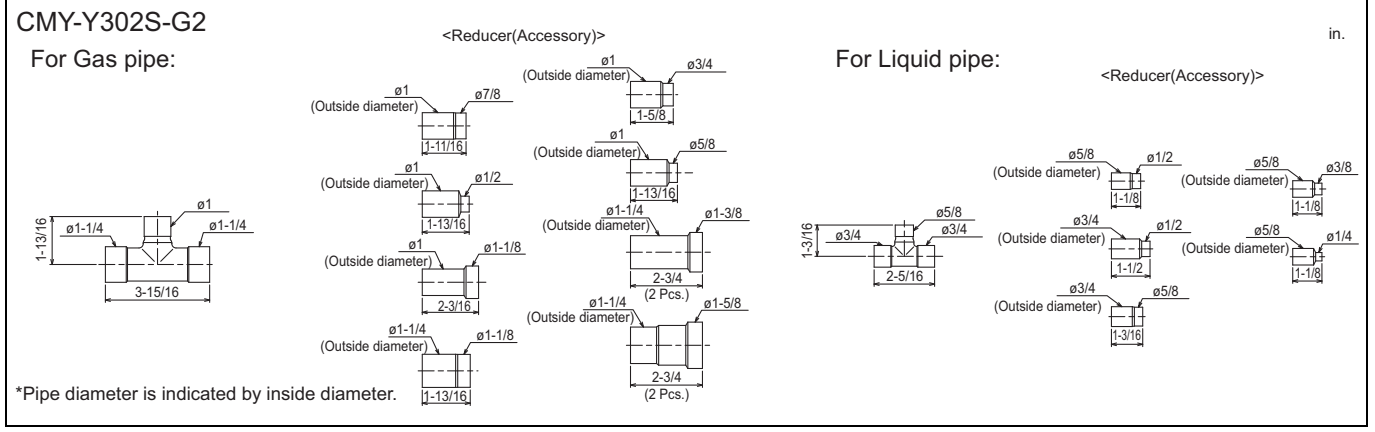 CMY-Y302S-G2
in.
For Gas pipe:
ø1-1/4
ø1
ø1-1/4
1-13/16
3-15/16
<Reducer(Accessory)>
ø1
(Outside diameter)
ø7/8
1-11/16
ø1
(Outside diameter)
ø1/2
1-13/16
ø1
(Outside diameter)
ø1-1/8
2-3/16
ø1-1/4
(Outside diameter)
ø1-1/8
1-13/16
ø1
(Outside diameter)
ø3/4
1-5/8
ø1
(Outside diameter)
ø5/8
1-13/16
ø1-1/4
(Outside diameter)
ø1-3/8
2-3/4
(2 Pcs.)
ø1-1/4
(Outside diameter)
ø1-5/8
2-3/4
(2 Pcs.)
For Liquid pipe:
ø3/4
ø5/8
ø3/4
1-3/16
2-5/16
<Reducer(Accessory)>
ø5/8
(Outside diameter)
ø1/2
1-1/8
ø3/4
(Outside diameter)
ø1/2
1-1/2
ø3/4
(Outside diameter)
ø5/8
1-3/16
ø5/8
(Outside diameter)
ø3/8
1-1/8
ø5/8
(Outside diameter)
ø1/4
1-1/8
*Pipe diameter is indicated by inside diameter.